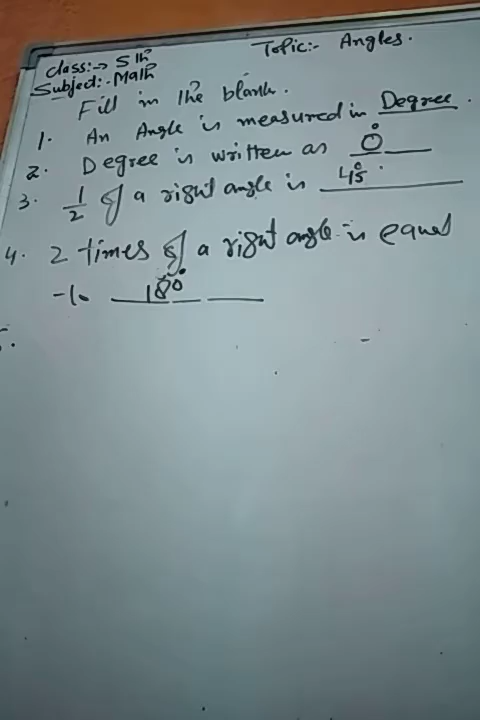 Class:→ 5th
Topic:- Angles.
Subject:- Math
Fill in the blank.
1. An Angle is measured in Degree.
2. Degree is written as 0°
3. 1/2 of a right angle is 45°
4. 2 times of a right angle is equal
to 180°
5.